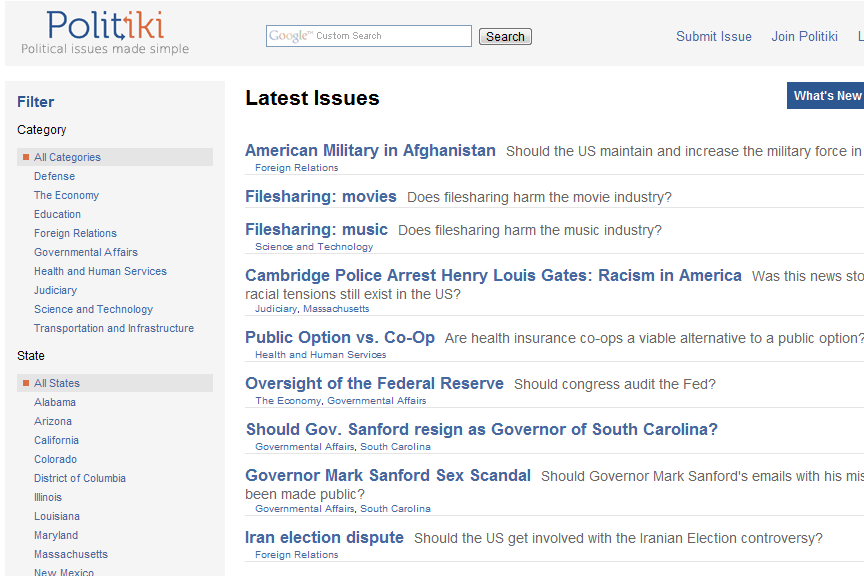 Politiki
Political issues made simple
Google™ Custom Search
Search
Submit Issue
Join Politiki
L
Filter
Category
All Categories
Defense
The Economy
Education
Foreign Relations
Governmental Affairs
Health and Human Services
Judiciary
Science and Technology
Transportation and Infrastructure
State
All States
Alabama
Arizona
California
Colorado
District of Columbia
Illinois
Louisiana
Maryland
Massachusetts
New Mexico
Latest Issues
What's New
American Military in Afghanistan Should the US maintain and increase the military force in
Foreign Relations
Filesharing: movies Does filesharing harm the movie industry?
Filesharing: music Does filesharing harm the music industry?
Science and Technology
Cambridge Police Arrest Henry Louis Gates: Racism in America Was this news sto
racial tensions still exist in the US?
Judiciary, Massachusetts
Public Option vs. Co-Op Are health insurance co-ops a viable alternative to a public option?
Health and Human Services
Oversight of the Federal Reserve Should congress audit the Fed?
The Economy, Governmental Affairs
Should Gov. Sanford resign as Governor of South Carolina?
Governmental Affairs, South Carolina
Governor Mark Sanford Sex Scandal Should Governor Mark Sanford's emails with his mis
been made public?
Governmental Affairs, South Carolina
Iran election dispute Should the US get involved with the Iranian Election controversy?
Foreign Relations